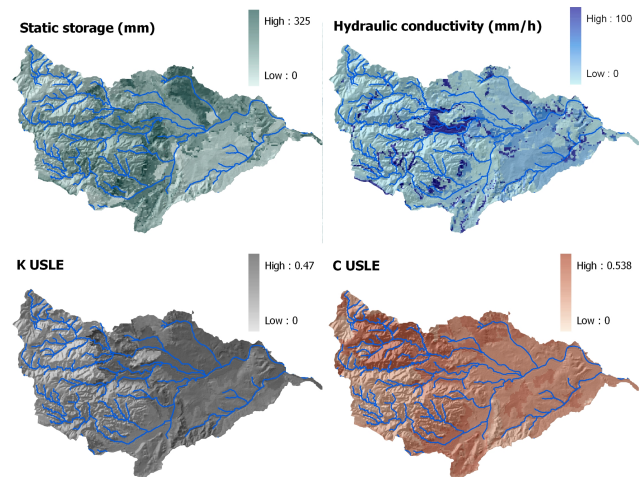 Static storage (mm)
High : 325
Low : 0
Hydraulic conductivity (mm/h)
High : 100
Low : 0
K USLE
High : 0.47
Low : 0
C USLE
High : 0.538
Low : 0